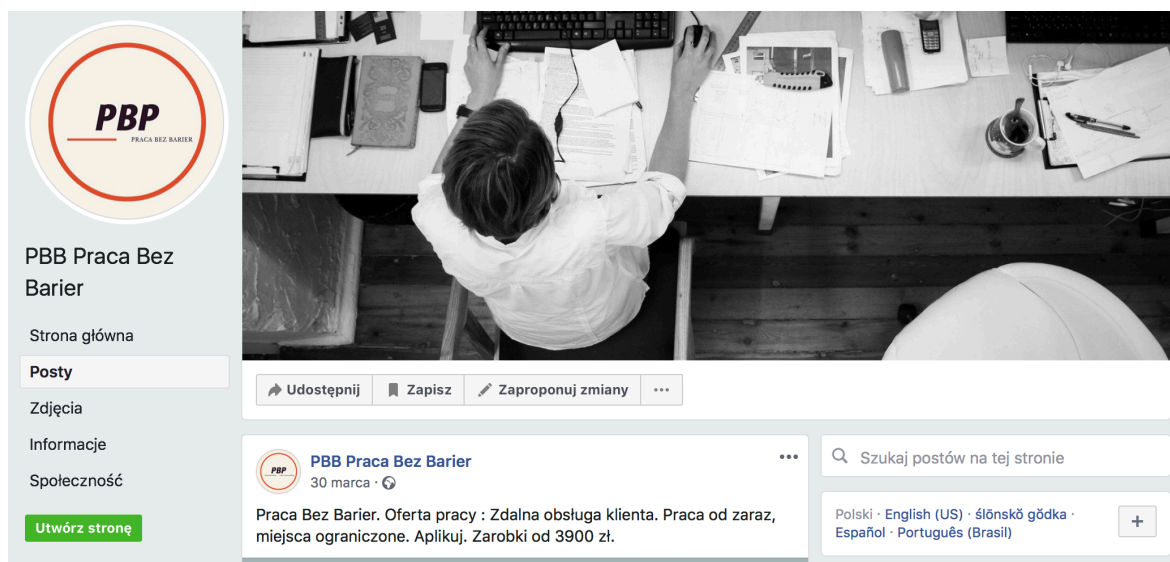 PBP
PRACA BEZ BARIER
PBB Praca Bez
Barier
Strona główna
Posty
Zdjęcia
Informacje
Społeczność
Utwórz stronę
Udostępnij
Zapisz
Zaproponuj zmiany
PBP
PBB Praca Bez Barier
30 marca ·
Praca Bez Barier. Oferta pracy : Zdalna obsługa klienta. Praca od zaraz,
miejsca ograniczone. Aplikuj. Zarobki od 3900 zł.
Szukaj postów na tej stronie
Polski · English (US) · ślōnskŏ gŏdka ·
Español · Português (Brasil)